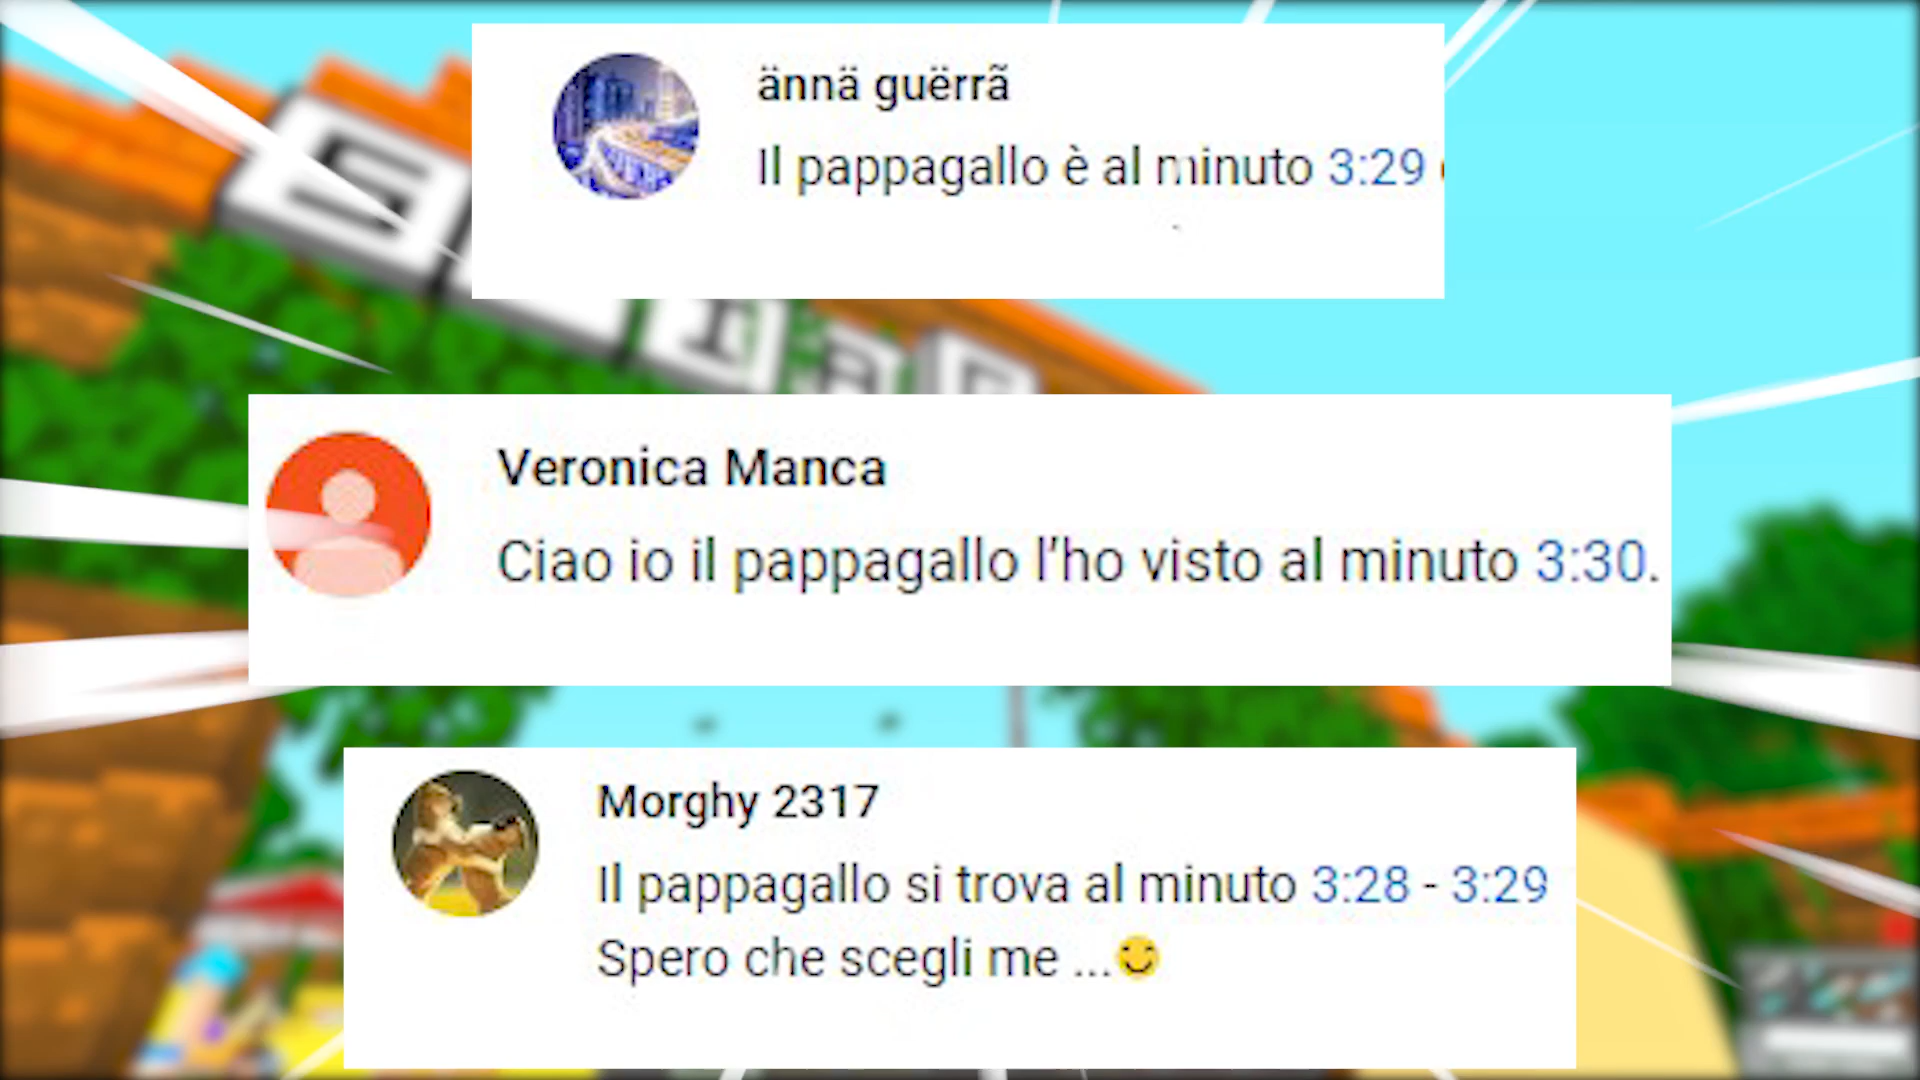 ännä guërrã
Il pappagallo è al minuto 3:29
Veronica Manca
Ciao io il pappagallo l'ho visto al minuto 3:30.
Morghy 2317
Il pappagallo si trova al minuto 3:28 - 3:29
Spero che scegli me ...😊